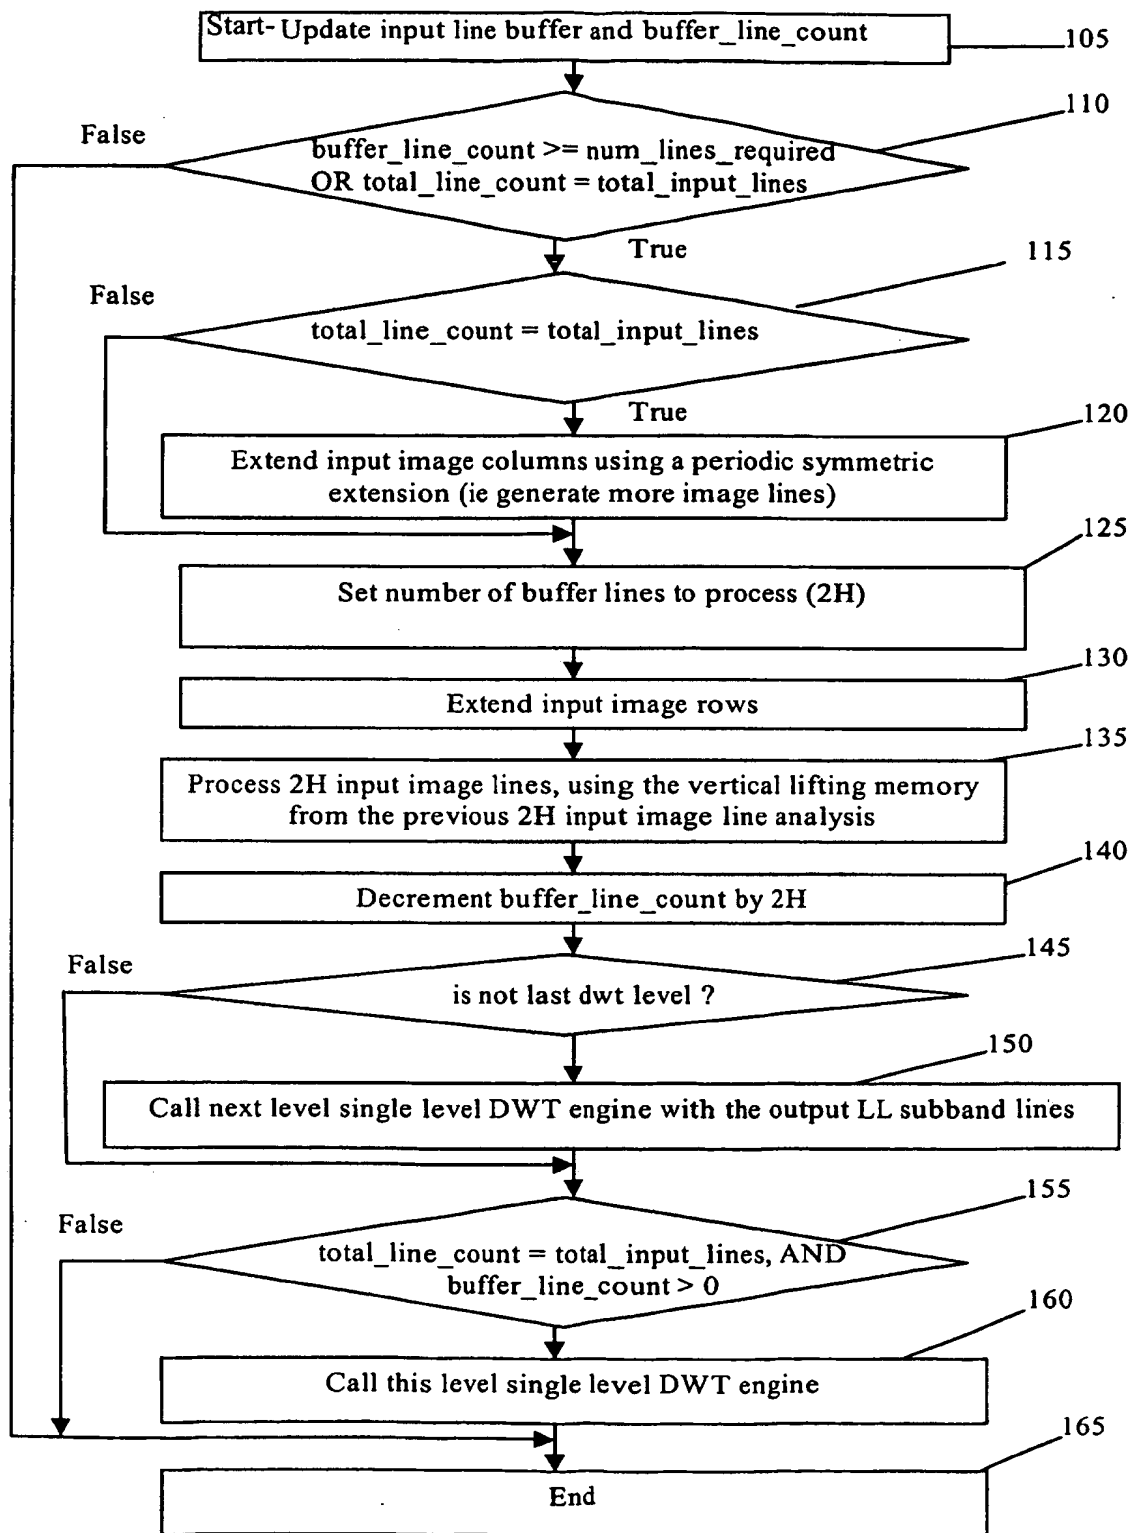 Start- Update input line buffer and buffer_line_count
105
110
False
buffer_line_count >= num_lines_required
OR total_line_count = total_input_lines
True
115
False
total_line_count = total_input_lines
True
120
Extend input image columns using a periodic symmetric
extension (ie generate more image lines)
125
Set number of buffer lines to process (2H)
130
Extend input image rows
135
Process 2H input image lines, using the vertical lifting memory
from the previous 2H input image line analysis
140
Decrement buffer_line_count by 2H
145
False
is not last dwt level ?
150
Call next level single level DWT engine with the output LL subband lines
155
False
total_line_count = total_input_lines, AND
buffer_line_count > 0
160
Call this level single level DWT engine
165
End